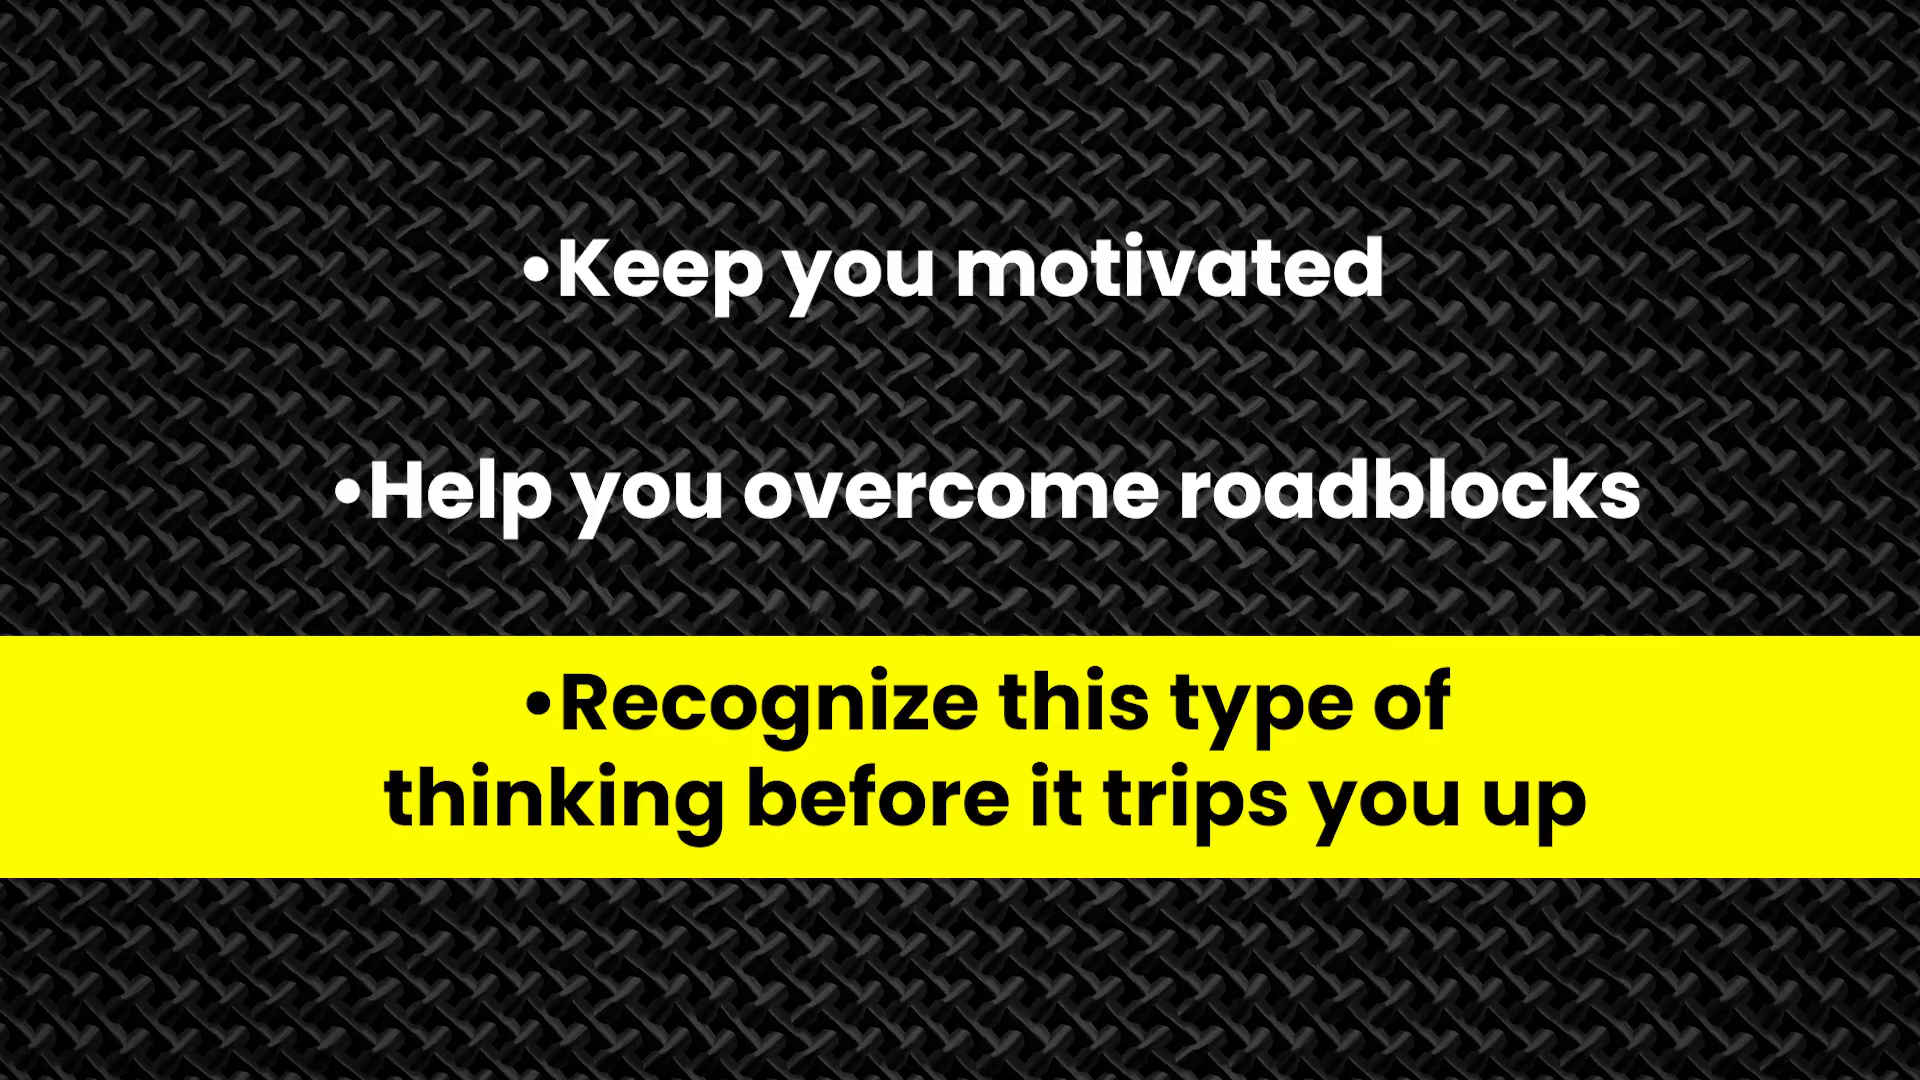 •Keep you motivated
•Help you overcome roadblocks
•Recognize this type of
thinking before it trips you up